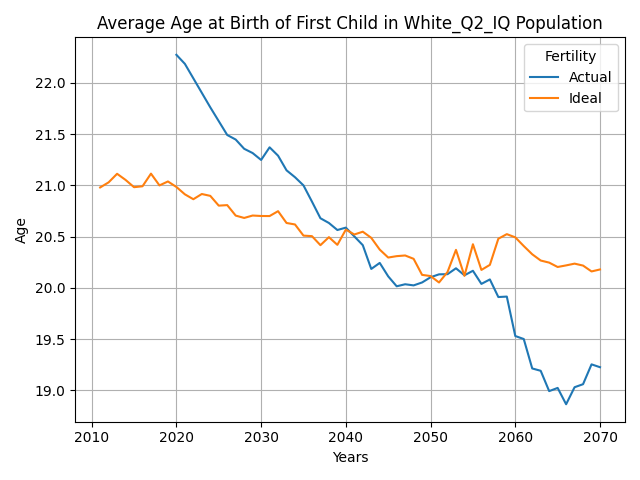 Average Age at Birth of First Child in White_Q2_IQ Population
Fertility
Actual
Ideal
Age
22.0
21.5
21.0
20.5
20.0
19.5
19.0
2010 2020 2030 2040 2050 2060 2070
Years